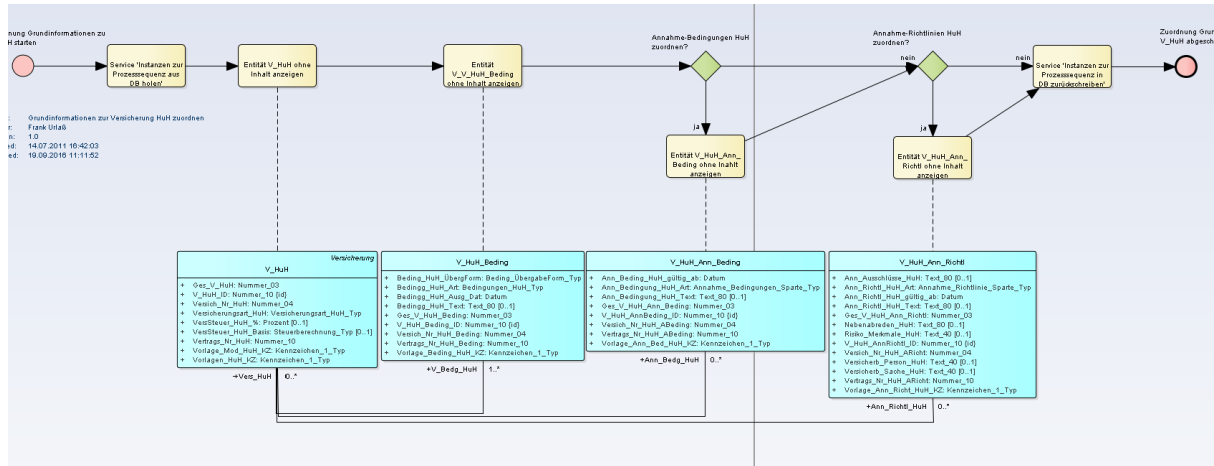 nung Grundinformationen zu
H starten
Service 'Instanzen zur
Prozesssequenz aus
DB holen'
Entität V_HuH ohne
Inhalt anzeigen
Entität
V_V_HuH_Beding
ohne Inhalt anzeigen
Annahme-Bedingungen HuH
zuordnen?
Annahme-Richtlinien HuH
zuordnen?
nein
nein
Service 'Instanzen zur
Prozesssequenz in
DB zurückschreiben'
Zuordnung Grun
V_HuH abgesch
ja
ja
Entität V_HuH_Ann_
Beding ohne Inahlt
anzeigen
Entität V_HuH_Ann_
Richtl ohne Inhalt
anzeigen
: Grundinformationen zur Versicherung HuH zuordnen
r: Frank Urlaß
n: 1.0
ed: 14.07.2011 16:42:03
ed: 19.09.2016 11:11:52
Versicherung
V_HuH
+ Ges_V_HuH: Nummer_03
+ V_HuH_ID: Nummer_10 {id}
+ Versich_Nr_HuH: Nummer_04
+ Versicherungsart_HuH: Versicherungsart_HuH_Typ
+ VersSteuer_HuH_%: Prozent [0..1]
+ VerSteuer_HuH_Basis: Steuerberechnung_Typ [0..1]
+ Vertrags_Nr_HuH: Nummer_10
+ Vorlage_Mod_HuH_KZ: Kennzeichen_1_Typ
+ Vorlagen_HuH_KZ: Kennzeichen_1_Typ
+Vers_HuH 0..*
V_HuH_Beding
+ Beding_HuH_ÜbergForm: Beding_ÜbergabeForm_Typ
+ Bedingg_HuH_Art: Bedingungen_HuH_Typ
+ Bedingg_HuH_Ausg_Dat: Datum
+ Bedingg_HuH_Text: Text_80 [0..1]
+ Ges_V_HuH_Beding: Nummer_03
+ V_HuH_Beding_ID: Nummer_10 {id}
+ Versich_Nr_HuH_Beding: Nummer_04
+ Vertrags_Nr_HuH_Beding: Nummer_10
+ Vorlage_Beding_HuH_KZ: Kennzeichen_1_Typ
+V_Bedg_HuH 1..*
V_HuH_Ann_Beding
+ Ann_Beding_HuH_gültig_ab: Datum
+ Ann_Bedingung_HuH_Art: Annahme_Bedingungen_Sparte_Typ
+ Ann_Bedingung_HuH_Text: Text_80 [0..1]
+ Ges_V_HuH_Ann_Beding: Nummer_03
+ V_HuH_AnnBeding_ID: Nummer_10 {id}
+ Versich_Nr_HuH_ABeding: Nummer_04
+ Vertrags_Nr_HuH_ABeding: Nummer_10
+ Vorlage_Ann_Bed_HuH_KZ: Kennzeichen_1_Typ
+Ann_Bedg_HuH 0..*
V_HuH_Ann_Richtl
+ Ann_Ausschlüsse_HuH: Text_80 [0..1]
+ Ann_Richtl_HuH_Art: Annahme_Richtlinie_Sparte_Typ
+ Ann_Richtl_HuH_gültig_ab: Datum
+ Ann_Richtl_HuH_Text: Text_80 [0..1]
+ Ges_V_HuH_Ann_Richtl: Nummer_03
+ Nebenabreden_HuH: Text_80 [0..1]
+ Risiko_Merkmale_HuH: Text_40 [0..1]
+ V_HuH_AnnRichtl_ID: Nummer_10 {id}
+ Versich_Nr_HuH_ARicht: Nummer_04
+ Versicherb_Person_HuH: Text_40 [0..1]
+ Versicherb_Sache_HuH: Text_40 [0..1]
+ Vertrags_Nr_HuH_ARicht: Nummer_10
+ Vorlage_Ann_Richt_HuH_KZ: Kennzeichen_1_Typ
+Ann_Richtl_HuH 0..*